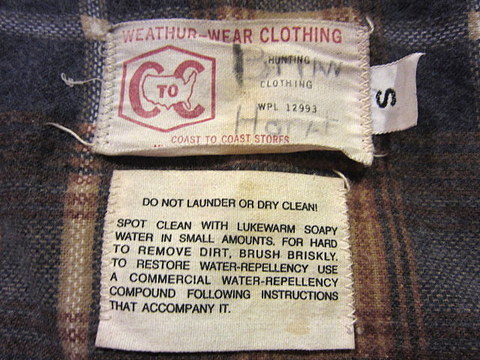 WEATHUR-WEAR CLOTHING
C TO C
HUNTING
CLOTHING
WPL 12993
COAST TO COAST STORES
S
DO NOT LAUNDER OR DRY CLEAN!
SPOT CLEAN WITH LUKEWARM SOAPY
WATER IN SMALL AMOUNTS. FOR HARD
TO REMOVE DIRT, BRUSH BRISKLY.
TO RESTORE WATER-REPELLENCY USE
A COMMERCIAL WATER-REPELLENCY
COMPOUND FOLLOWING INSTRUCTIONS
THAT ACCOMPANY IT.